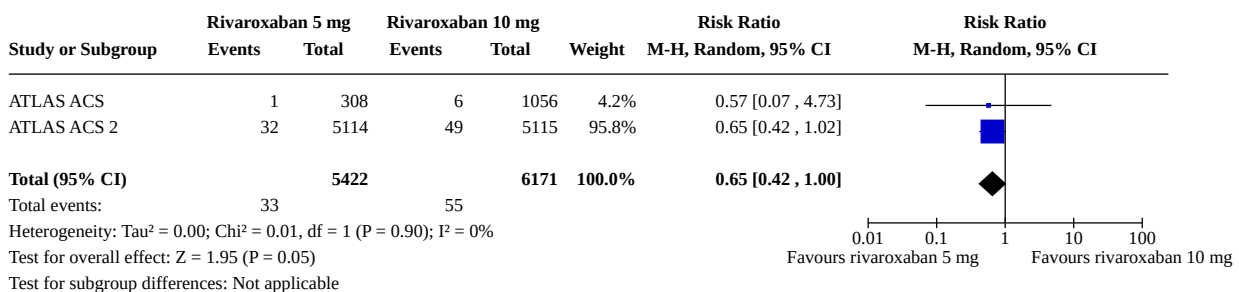 Rivaroxaban 5 mg Rivaroxaban 10 mg Risk Ratio Risk Ratio
Study or Subgroup Events Total Events Total Weight M-H, Random, 95% CI M-H, Random, 95% CI
ATLAS ACS 1 308 6 1056 4.2% 0.57 [0.07 , 4.73]
ATLAS ACS 2 32 5114 49 5115 95.8% 0.65 [0.42 , 1.02]
Total (95% CI) 5422 6171 100.0% 0.65 [0.42 , 1.00]
Total events: 33 55
Heterogeneity: Tau² = 0.00; Chi² = 0.01, df = 1 (P = 0.90); I² = 0%
0.01 0.1 1 10 100
Test for overall effect: Z = 1.95 (P = 0.05) Favours rivaroxaban 5 mg Favours rivaroxaban 10 mg
Test for subgroup differences: Not applicable